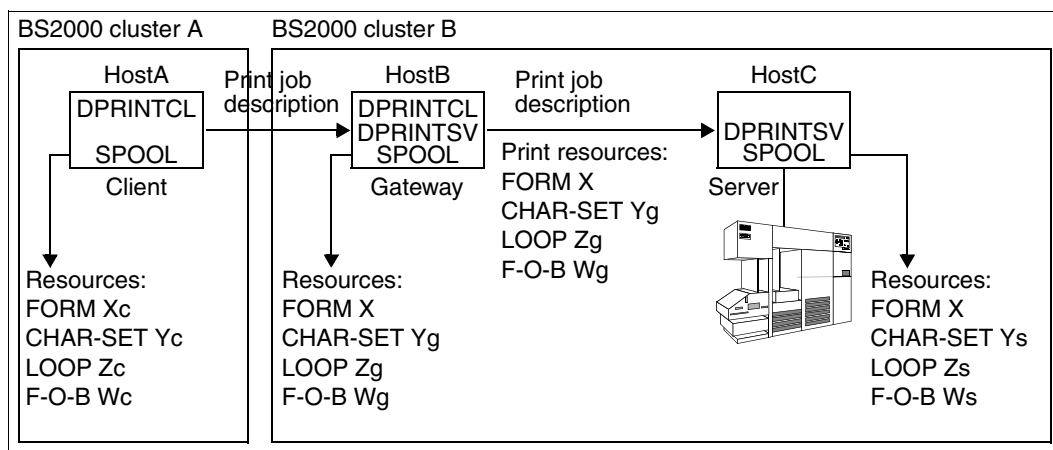 BS2000 cluster A
BS2000 cluster B
HostA
Print job
description
HostB
Print job
description
HostC
DPRINTCL
SPOOL
Client
DPRINTCL
DPRINTSV
SPOOL
Gateway
Print resources:
FORM X
CHAR-SET Yg
LOOP Zg
F-O-B Wg
DPRINTSV
SPOOL
Server
Resources:
FORM Xc
CHAR-SET Yc
LOOP Zc
F-O-B Wc
Resources:
FORM X
CHAR-SET Yg
LOOP Zg
F-O-B Wg
Resources:
FORM X
CHAR-SET Ys
LOOP Zs
F-O-B Ws